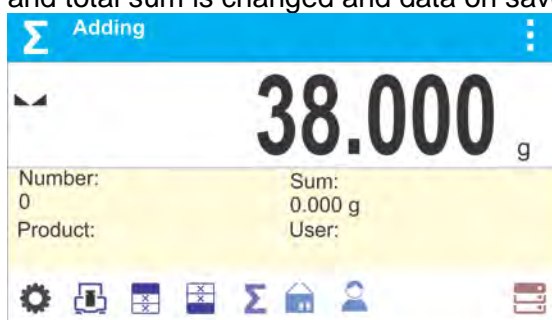 and total sum is changed and data on sav
Σ Adding
38.000 g
Number: Sum:
0 0.000 g
Product: User:
Σ